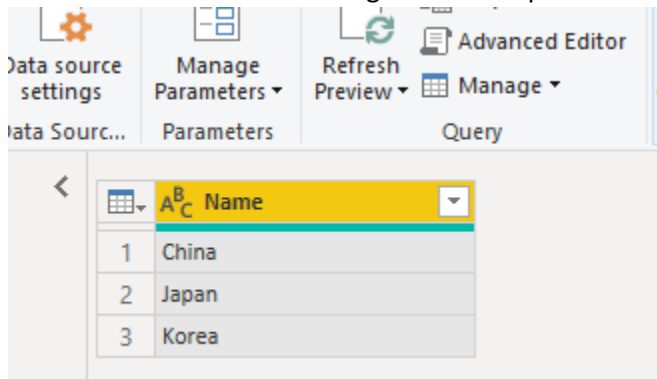 Data source
settings
Manage
Parameters
Refresh
Preview
Advanced Editor
Manage
Data Sourc...
Parameters
Query
ABC Name
1 China
2 Japan
3 Korea